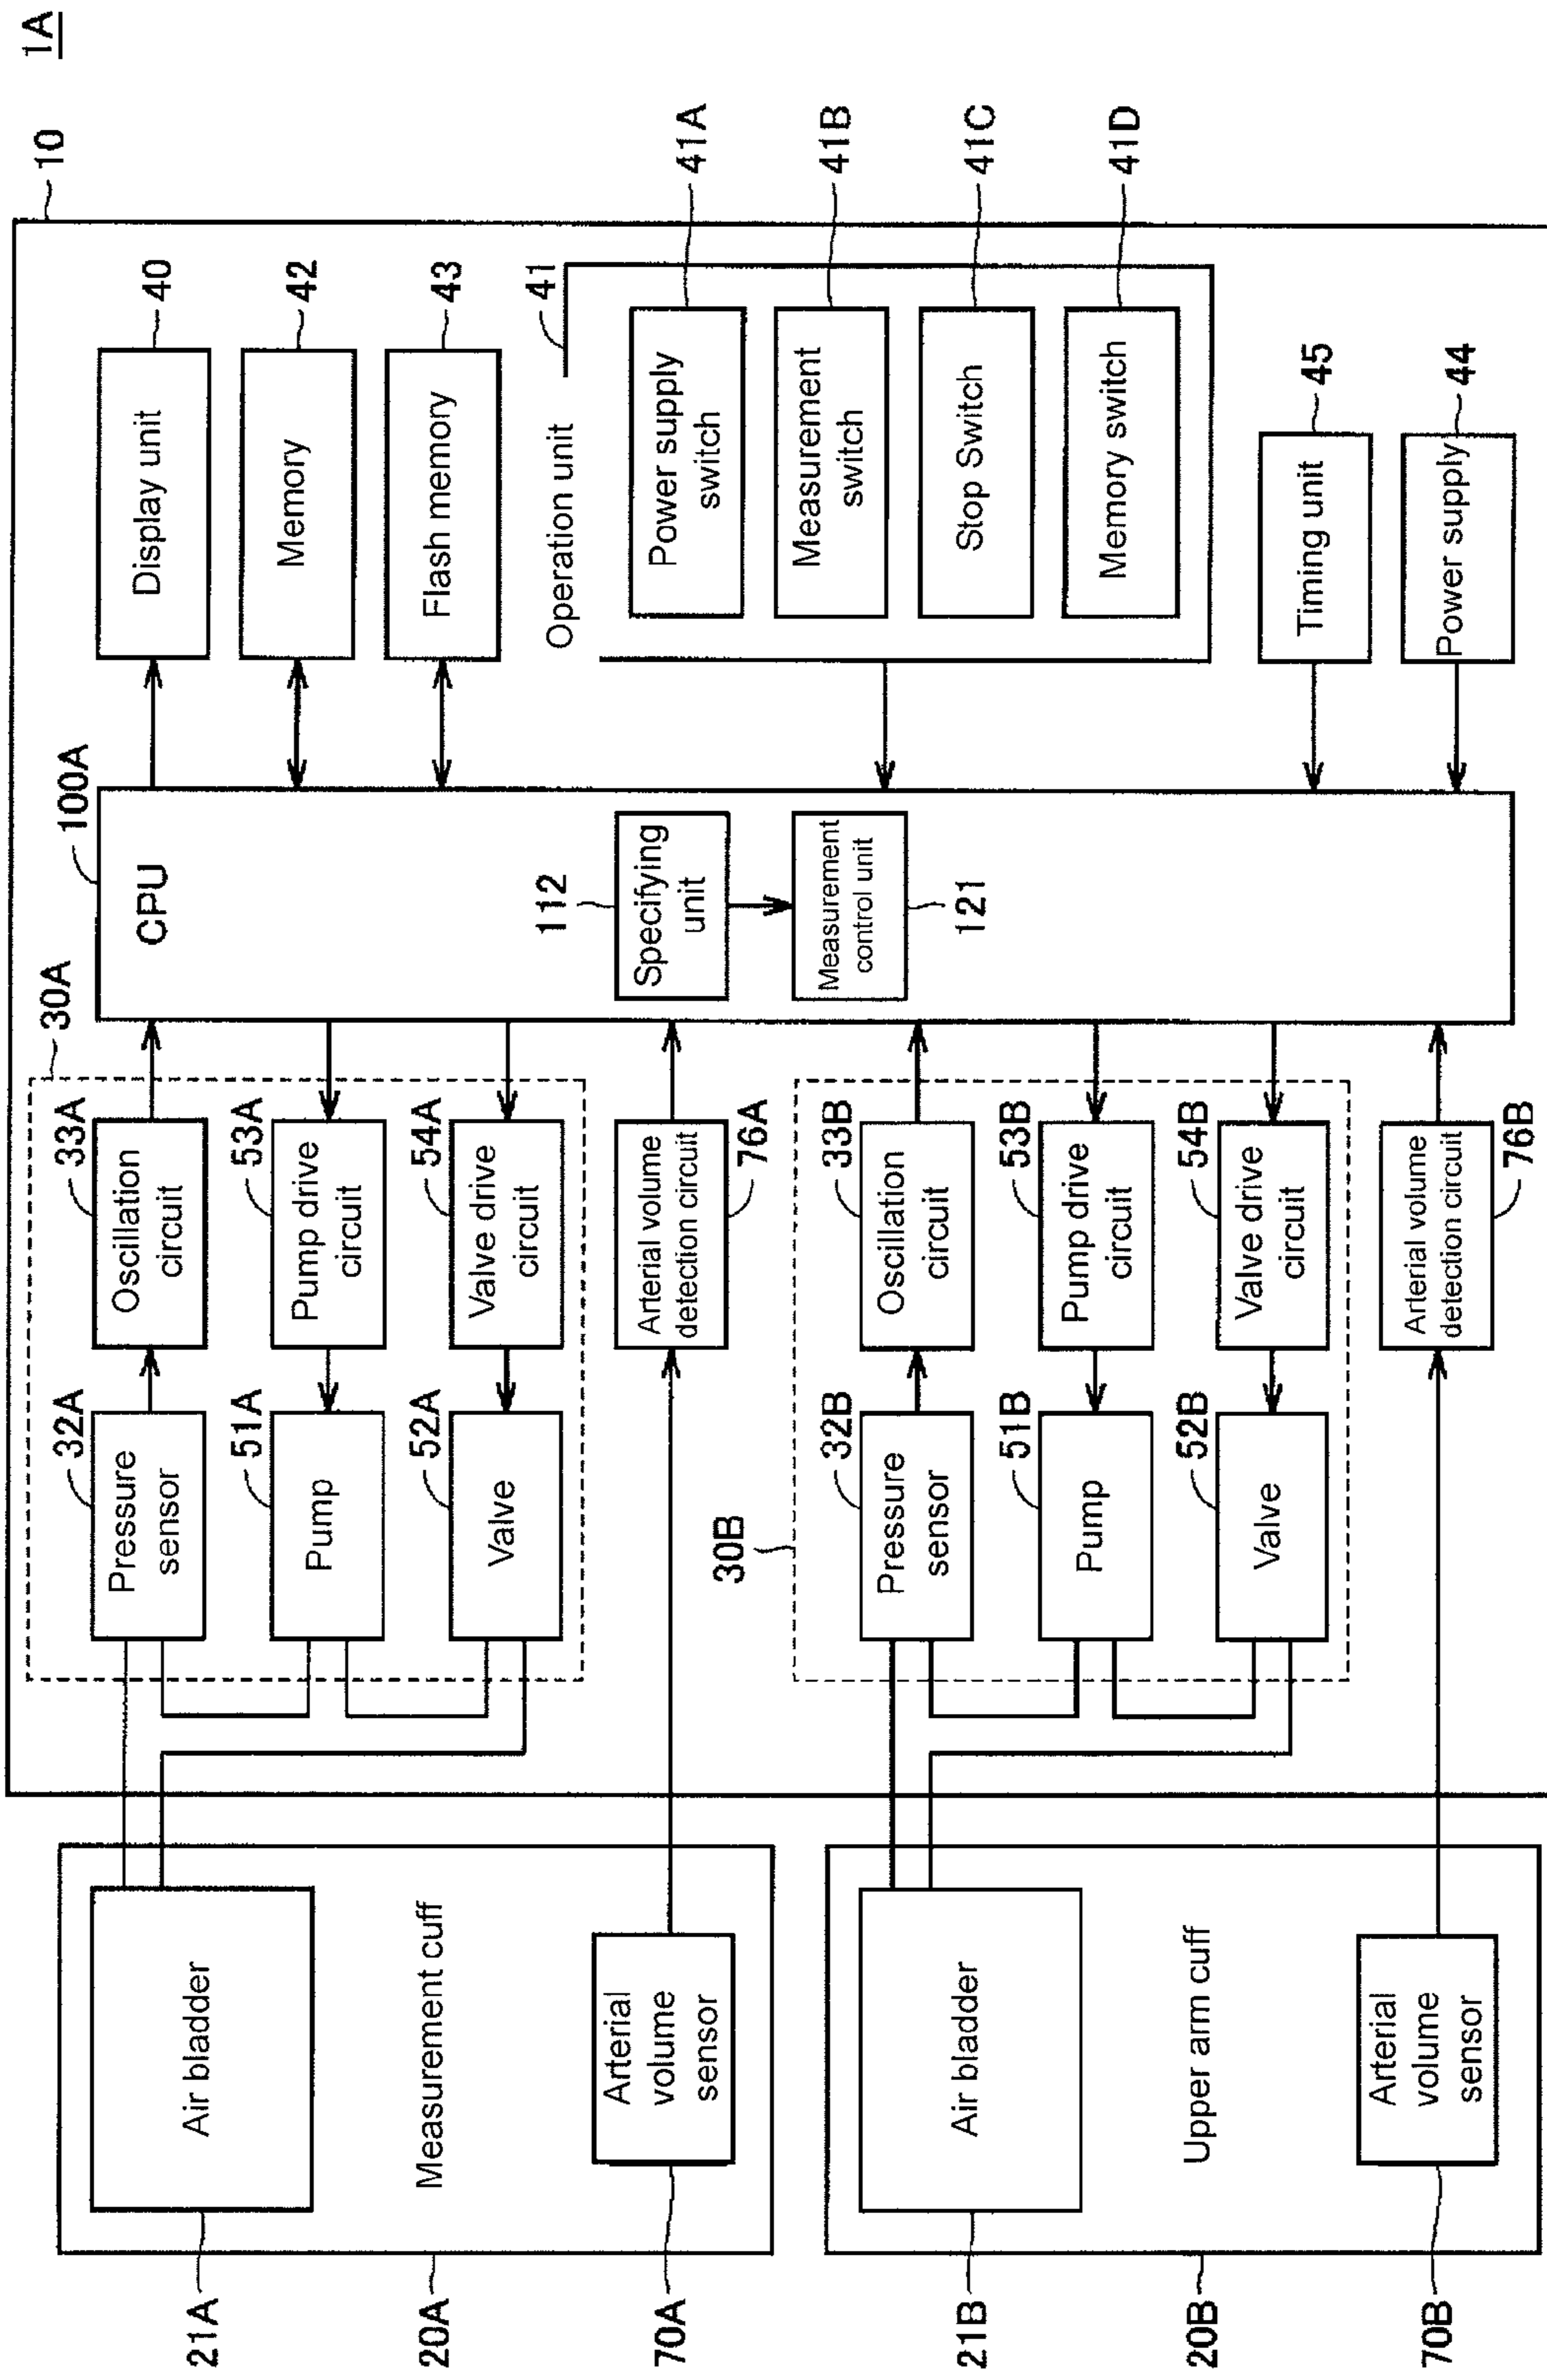 1A
10
30A
100A
21A
Air bladder
32A
Pressure
sensor
33A
Oscillation
circuit
CPU
Display unit
40
51A
Pump
53A
Pump drive
circuit
Memory
42
20A
Measurement cuff
52A
Valve
54A
Valve drive
circuit
Flash memory
43
Operation unit
41
70A
Arterial
volume
sensor
Arterial volume
detection circuit
76A
112
Specifying
unit
Power supply
switch
41A
Measurement
control unit
121
Measurement
switch
41B
30B
21B
Air bladder
32B
Pressure
sensor
33B
Oscillation
circuit
Stop Switch
41C
51B
Pump
53B
Pump drive
circuit
Memory switch
41D
20B
Upper arm cuff
52B
Valve
54B
Valve drive
circuit
Timing unit
45
70B
Arterial
volume
sensor
Arterial volume
detection circuit
76B
Power supply
44